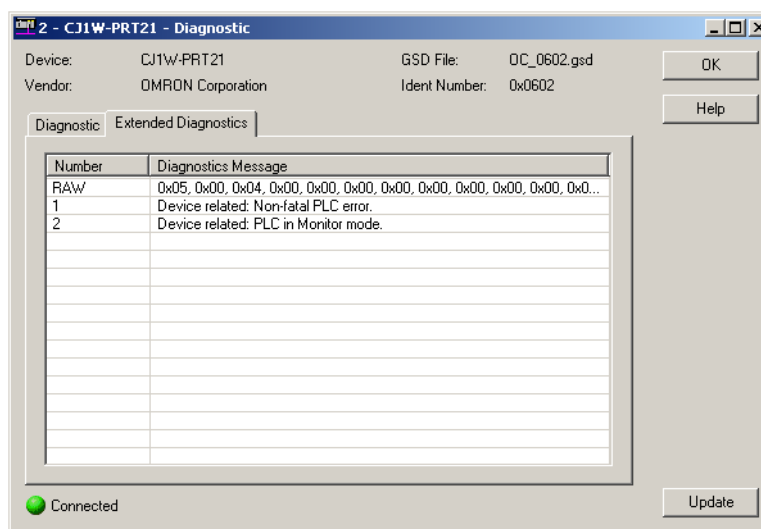 2 - CJ1W-PRT21 - Diagnostic
Device: CJ1W-PRT21 GSD File: OC_0602.gsd
OK
Vendor: OMRON Corporation Ident Number: 0x0602
Help
Diagnostic Extended Diagnostics
Number Diagnostics Message
RAW 0x05, 0x00, 0x04, 0x00, 0x00, 0x00, 0x00, 0x00, 0x00, 0x00, 0x00, 0x0...
1 Device related: Non-fatal PLC error.
2 Device related: PLC in Monitor mode.
Connected
Update